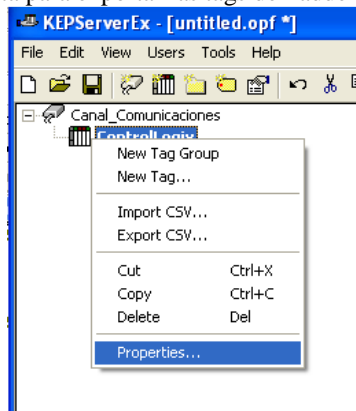 KEPServerEx - [untitled.opf *]
File Edit View Users Tools Help
Canal_Comunicaciones
ControlLogix
New Tag Group
New Tag...
Import CSV...
Export CSV...
Cut Ctrl+X
Copy Ctrl+C
Delete Del
Properties...